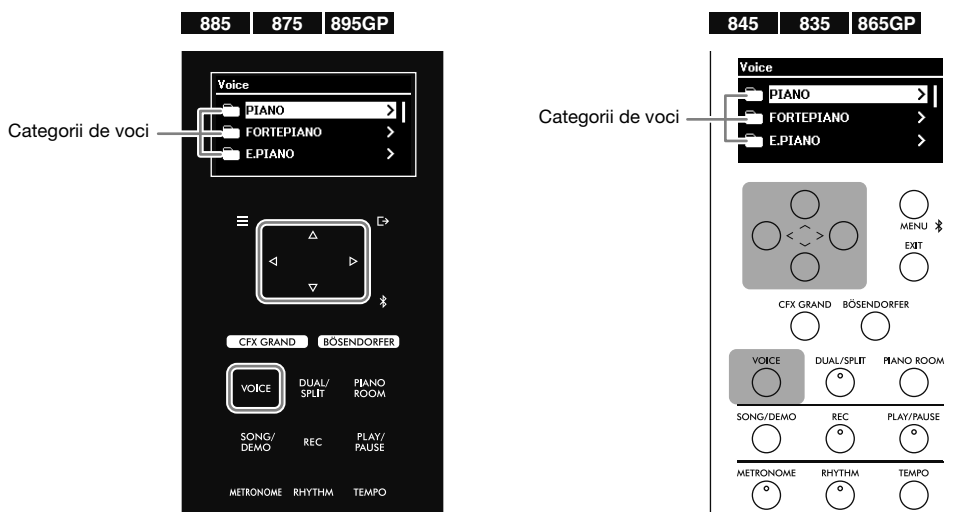 885 875 895GP
Voice
PIANO
FORTEPIANO
E.PIANO
Categorii de voci
CFX GRAND BÖSENDORFER
VOICE DUAL/SPLIT PIANO ROOM
SONG/DEMO REC PLAY/PAUSE
METRONOME RHYTHM TEMPO
845 835 865GP
Voice
PIANO
FORTEPIANO
E.PIANO
Categorii de voci
MENU
EXIT
CFX GRAND BÖSENDORFER
VOICE DUAL/SPLIT PIANO ROOM
SONG/DEMO REC PLAY/PAUSE
METRONOME RHYTHM TEMPO